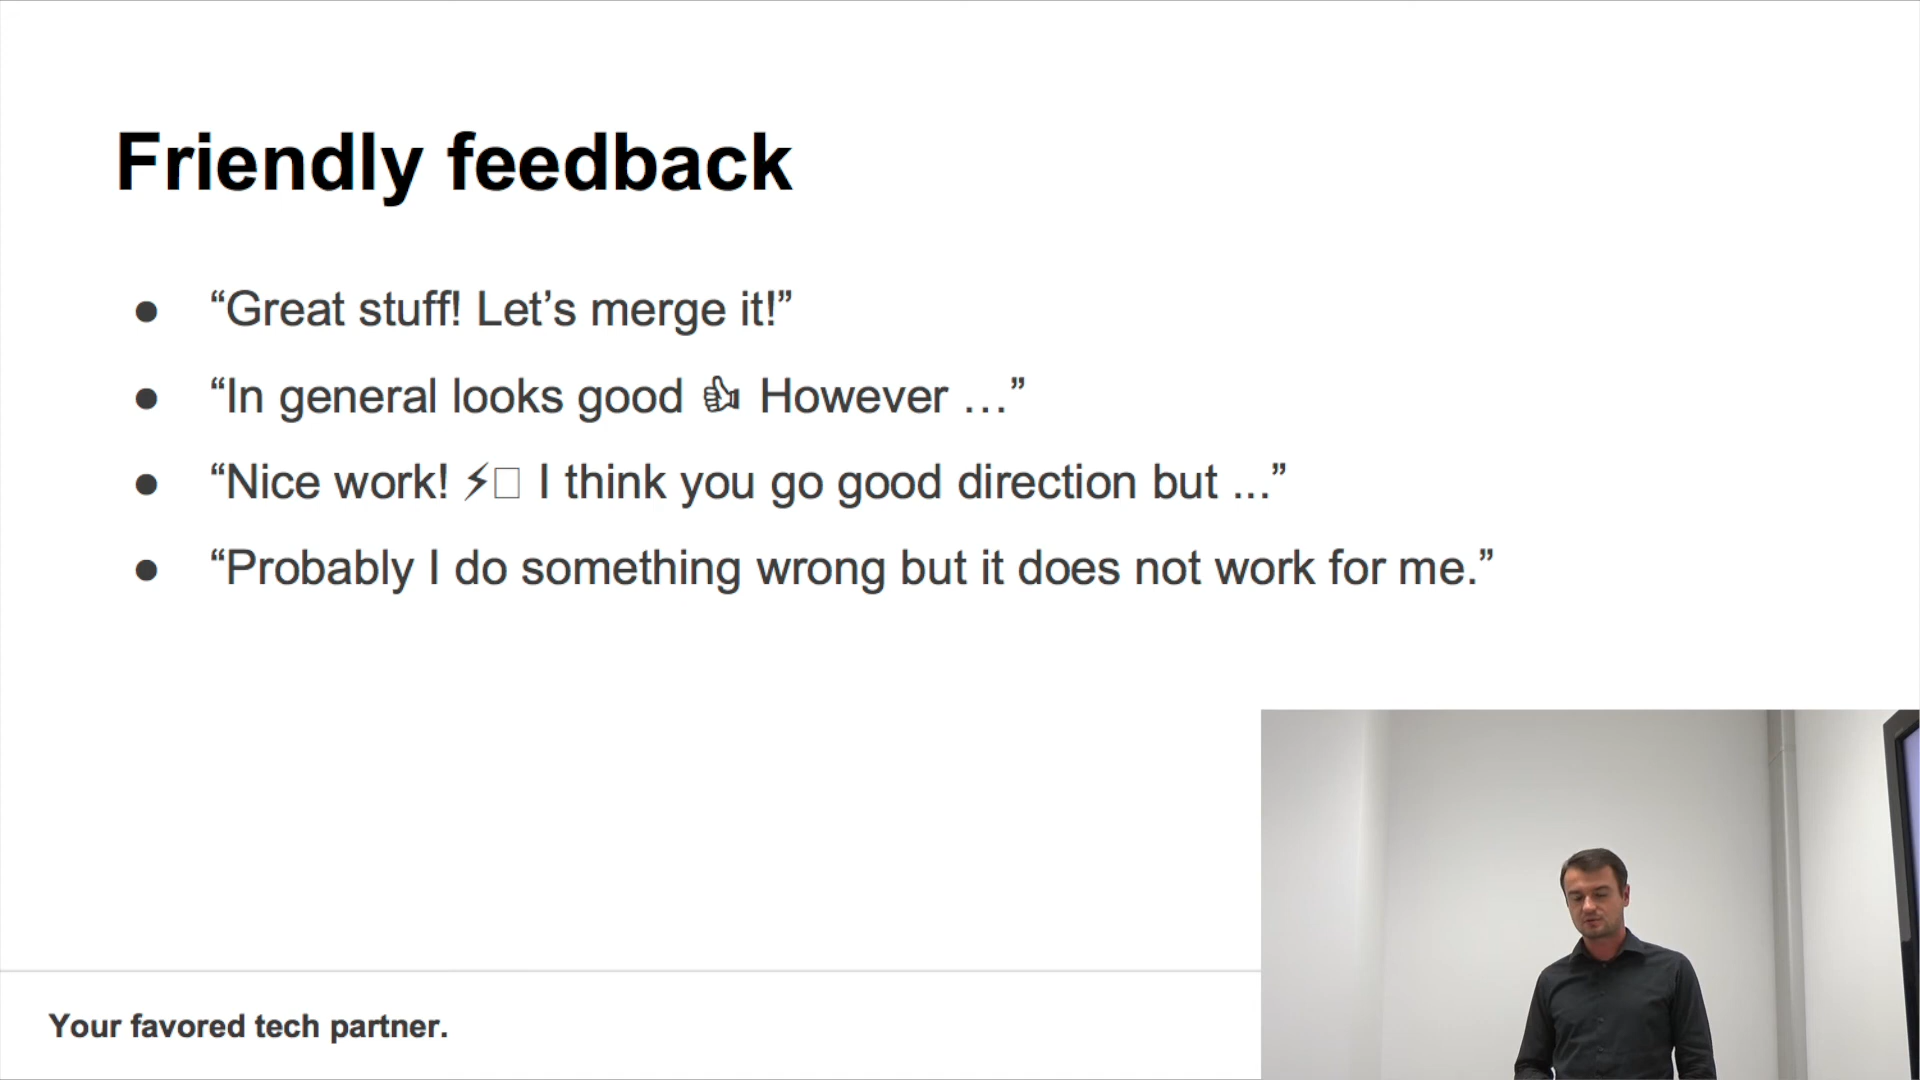 Friendly feedback
● “Great stuff! Let’s merge it!”
● “In general looks good 👍 However …”
● “Nice work! ⚡□ I think you go good direction but ...”
● “Probably I do something wrong but it does not work for me.”
Your favored tech partner.